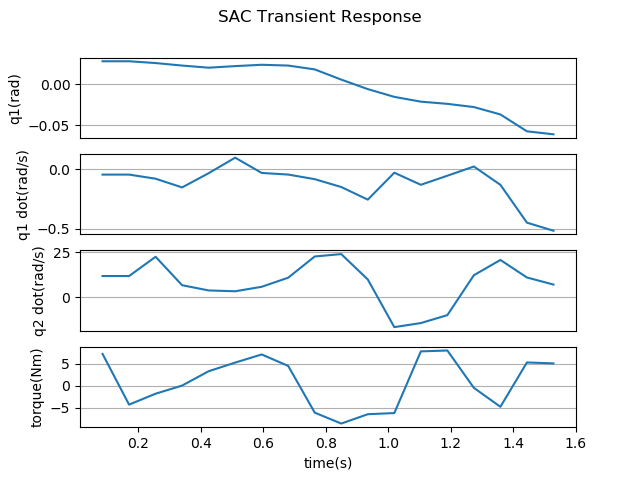 SAC Transient Response
q1(rad)
0.00
−0.05
q1 dot(rad/s)
0.0
−0.5
q2 dot(rad/s)
25
0
torque(Nm)
5
0
−5
0.2 0.4 0.6 0.8 1.0 1.2 1.4 1.6
time(s)